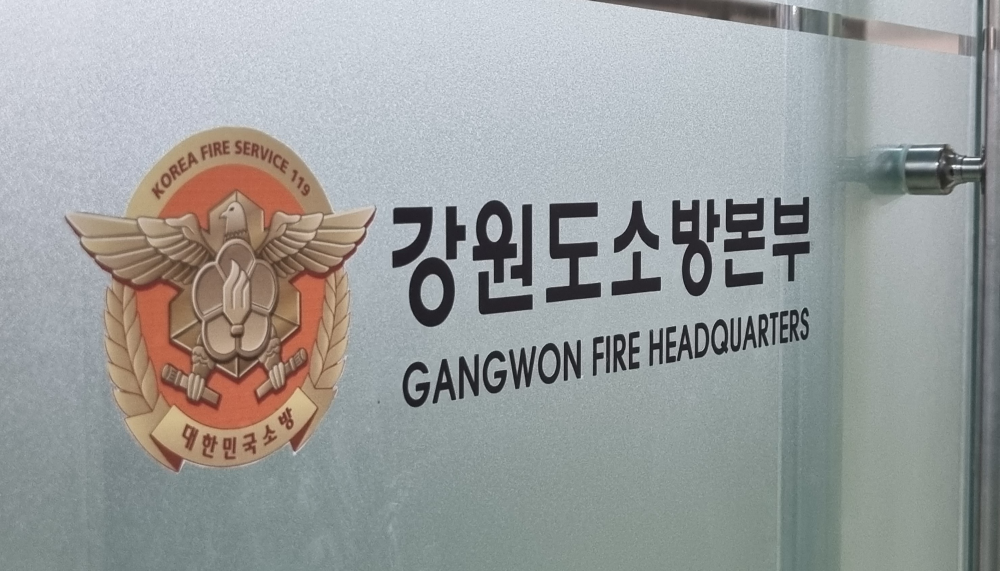 KOREA FIRE SERVICE 119
대한민국소방
강원도소방본부
GANGWON FIRE HEADQUARTERS